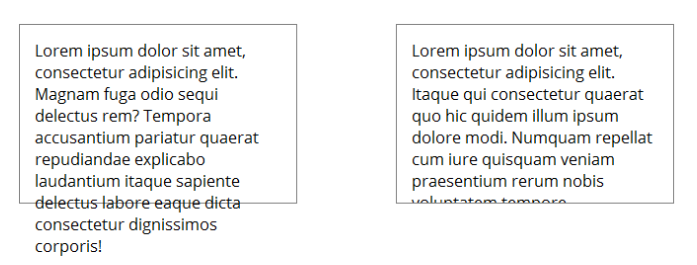 Lorem ipsum dolor sit amet,
consectetur adipisicing elit.
Magnam fuga odio sequi
delectus rem? Tempora
accusantium pariatur quaerat
repudiandae explicabo
laudantium itaque sapiente
delectus labore eaque dicta
consectetur dignissimos
corporis!
Lorem ipsum dolor sit amet,
consectetur adipisicing elit.
Itaque qui consectetur quaerat
quo hic quidem illum ipsum
dolore modi. Numquam repellat
cum iure quisquam veniam
praesentium rerum nobis
voluptatem tempore